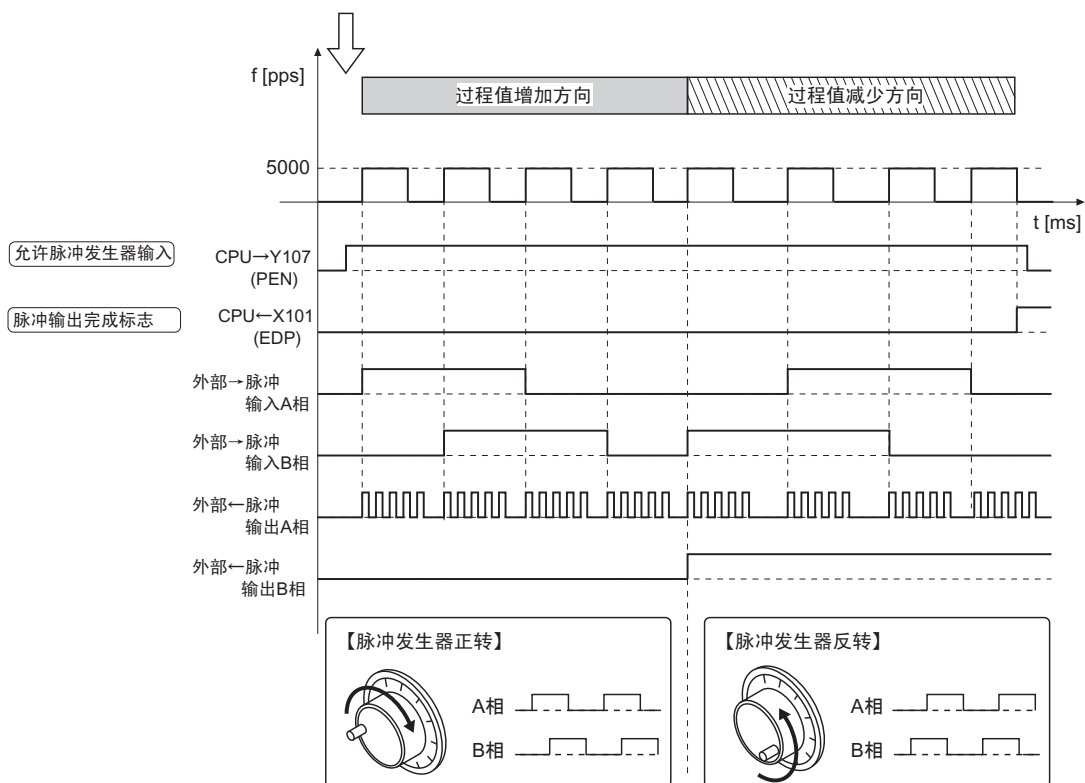 f [pps]
过程值增加方向
过程值减少方向
5000
t [ms]
允许脉冲发生器输入
CPU→Y107
(PEN)
脉冲输出完成标志
CPU←X101
(EDP)
外部→脉冲
输入A相
外部→脉冲
输入B相
外部←脉冲
输出A相
外部←脉冲
输出B相
【脉冲发生器正转】
A相
B相
【脉冲发生器反转】
A相
B相